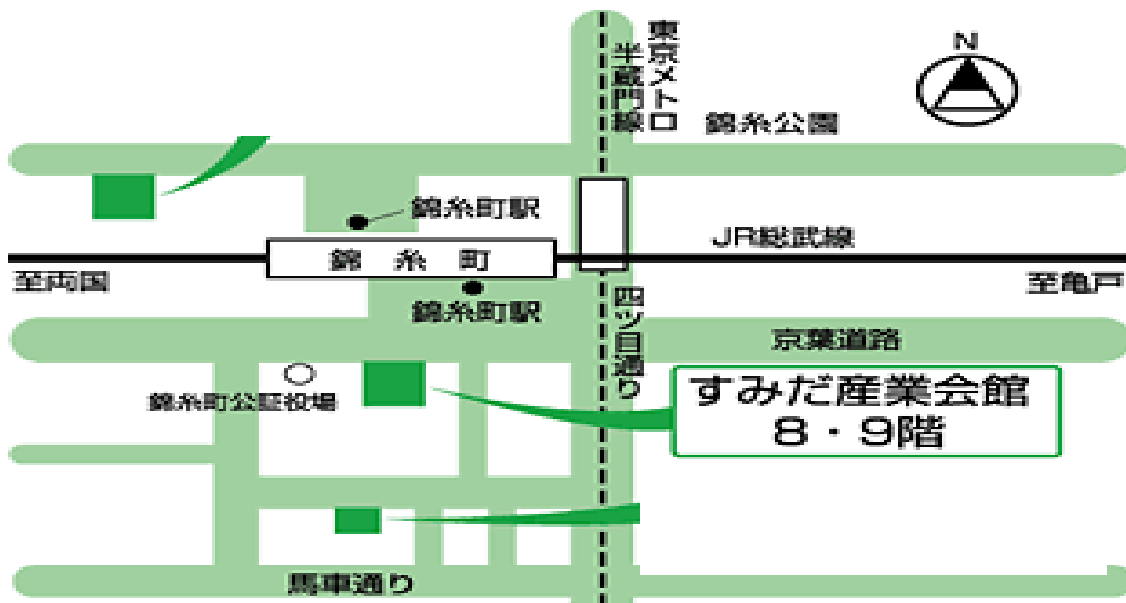 東京メトロ
半蔵門線
N
錦糸公園
錦糸町駅
JR総武線
錦糸町
至両国
至亀戸
錦糸町駅
四ツ目通り
京葉道路
錦糸町公証役場
すみだ産業会館
8・9階
馬車通り